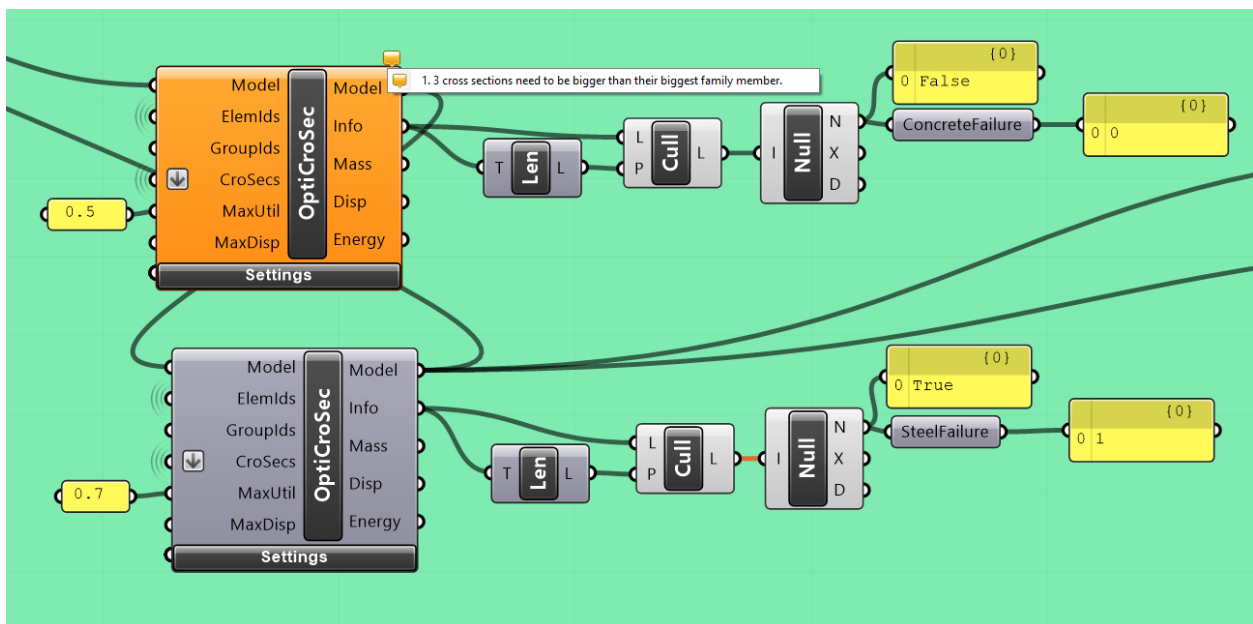 1. 3 cross sections need to be bigger than their biggest family member.
Model
ElemIds
GroupIds
CroSecs
MaxUtil
MaxDisp
OptiCroSec
Model
Info
Mass
Disp
Energy
Settings
0.5
T Len L
L
P
Cull
L
I
Null
N
X
D
{0}
0 False
ConcreteFailure
{0}
0 0
Model
ElemIds
GroupIds
CroSecs
MaxUtil
MaxDisp
OptiCroSec
Model
Info
Mass
Disp
Energy
Settings
0.7
T Len L
L
P
Cull
L
I
Null
N
X
D
{0}
0 True
SteelFailure
{0}
0 1